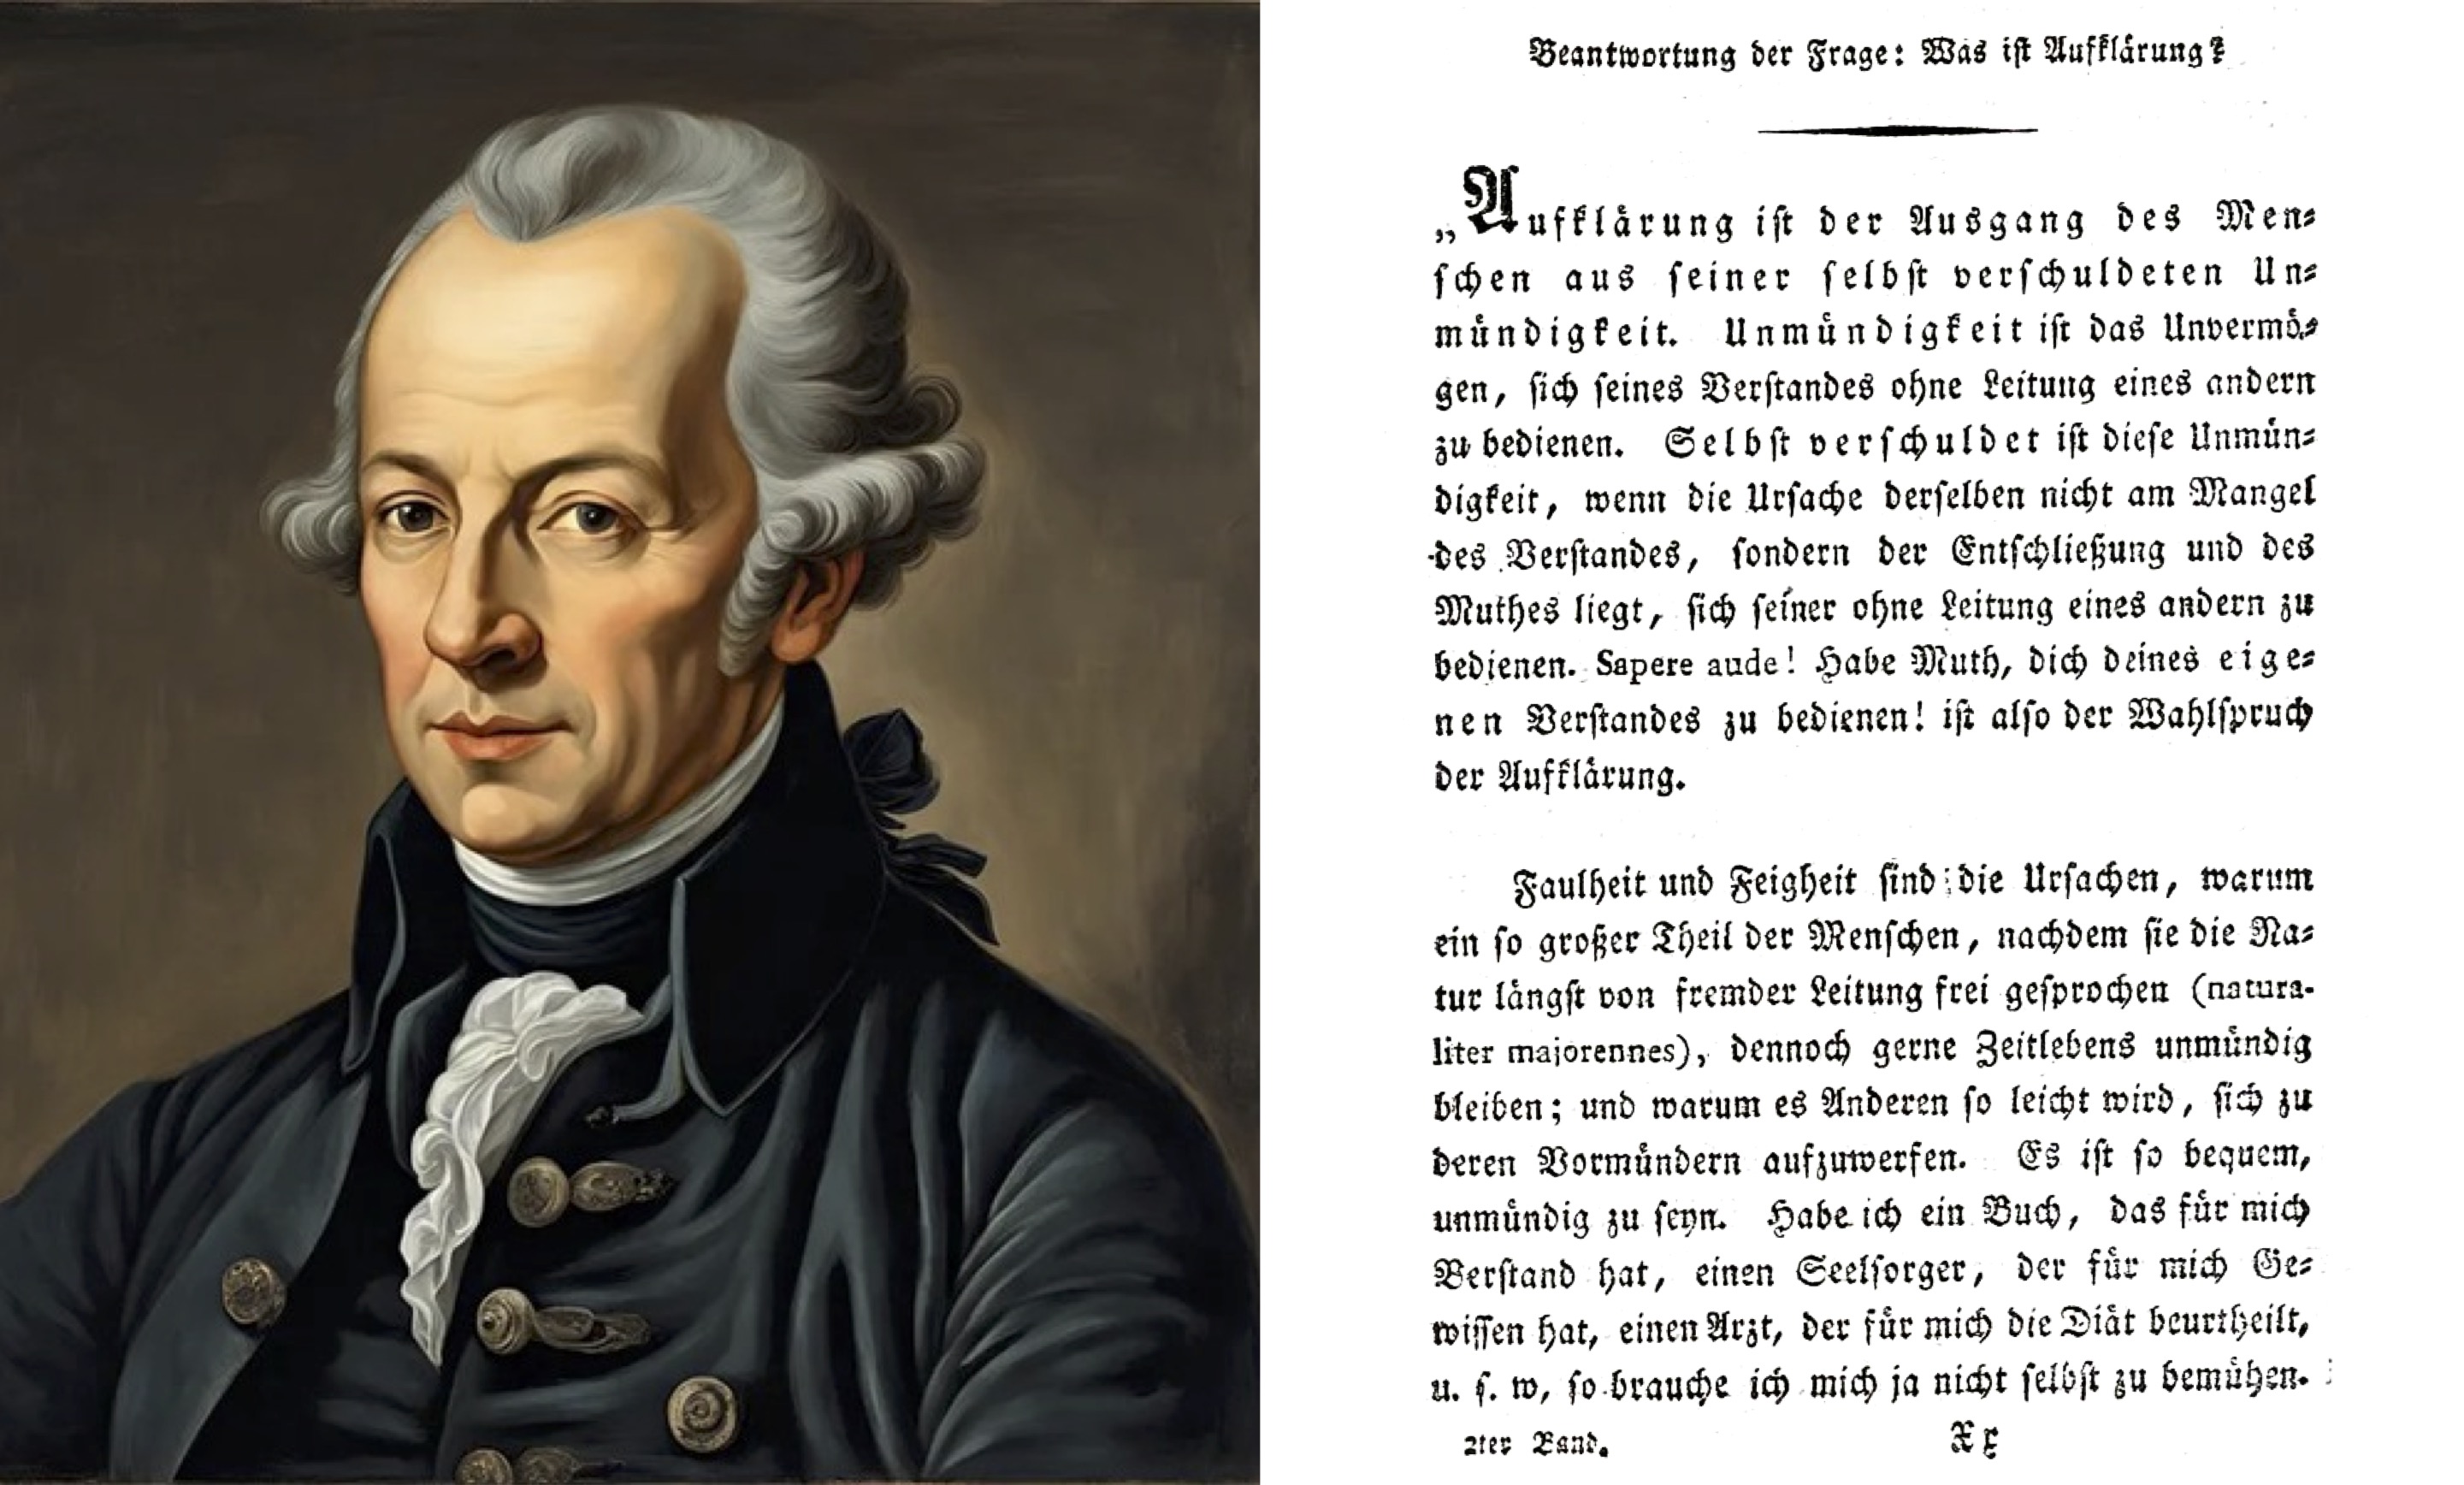 Beantwortung der Frage: Was iſt Aufklärung?
„Aufklärung iſt der Ausgang des Men⸗
ſchen aus ſeiner ſelbſt verſchuldeten Un⸗
mündigkeit. Unmündigkeit iſt das Unvermö⸗
gen, ſich ſeines Verſtandes ohne Leitung eines andern
zu bedienen. Selbſt verſchuldet iſt dieſe Unmün⸗
digkeit, wenn die Urſache derſelben nicht am Mangel
des Verſtandes, ſondern der Entſchließung und des
Muthes liegt, ſich ſeiner ohne Leitung eines andern zu
bedienen. Sapere aude! Habe Muth, dich deines eige⸗
nen Verſtandes zu bedienen! iſt alſo der Wahlſpruch
der Aufklärung.
Faulheit und Feigheit ſind die Urſachen, warum
ein ſo großer Theil der Menſchen, nachdem ſie die Na⸗
tur längſt von fremder Leitung frei geſprochen (natura-
liter majorennes), dennoch gerne Zeitlebens unmündig
bleiben; und warum es Anderen ſo leicht wird, ſich zu
deren Vormündern aufzuwerfen. Es iſt ſo bequem,
unmündig zu ſeyn. Habe ich ein Buch, das für mich
Verſtand hat, einen Seelſorger, der für mich Ge⸗
wiſſen hat, einen Arzt, der für mich die Diät beurtheilt,
u. ſ. w, ſo brauche ich mich ja nicht ſelbſt zu bemühen.
2ter Band. Xx